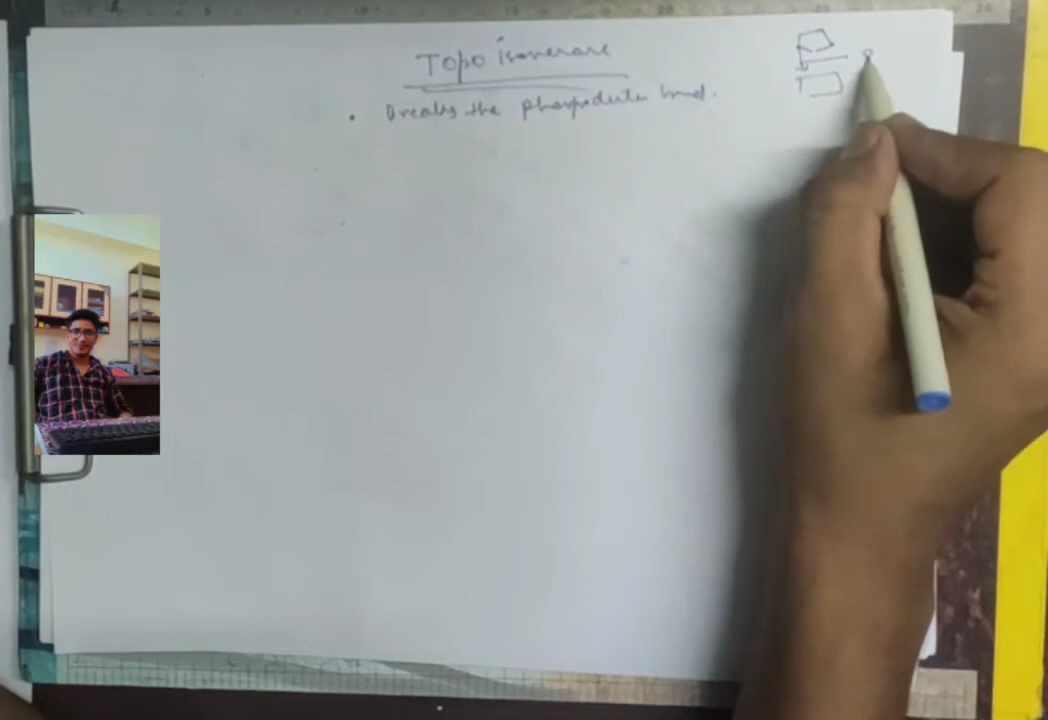 Topo isomerase
• Breaks the phosphodiester bond.